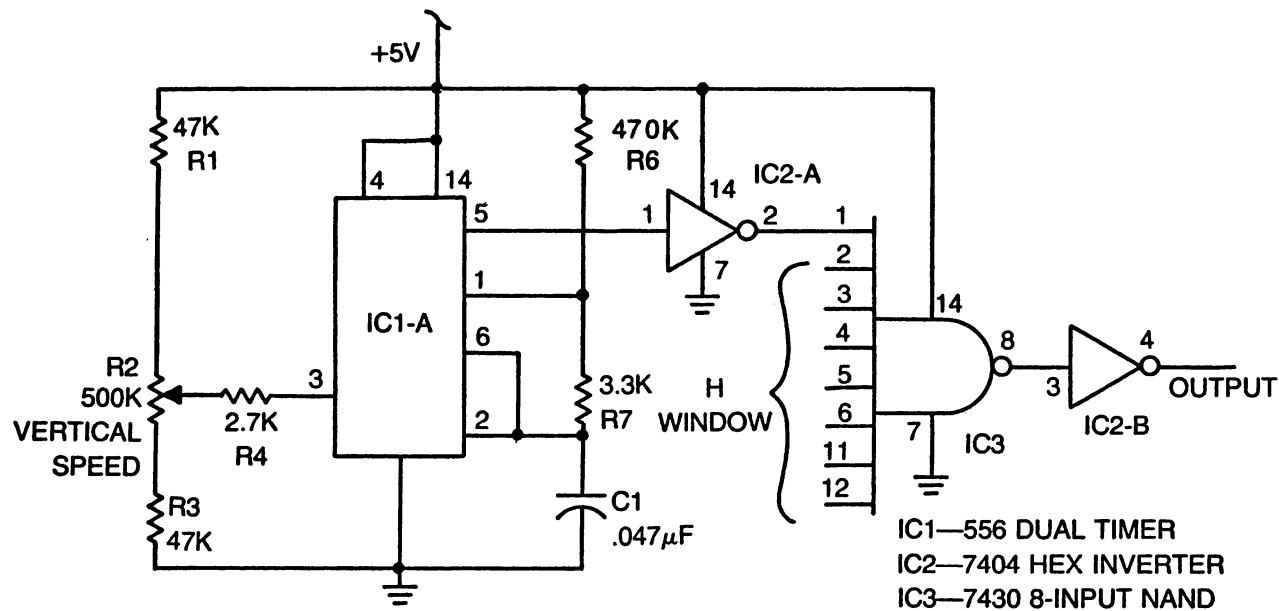 +5V
47K
R1
470K
R6
IC2-A
4
14
14
5
1
2
1
7
2
1
3
IC1-A
14
6
4
R2
500K
3
8
4
5
H
WINDOW
3
OUTPUT
VERTICAL
SPEED
2.7K
R4
2
3.3K
R7
6
7
IC3
IC2-B
11
12
R3
47K
C1
.047µF
IC1—556 DUAL TIMER
IC2—7404 HEX INVERTER
IC3—7430 8-INPUT NAND